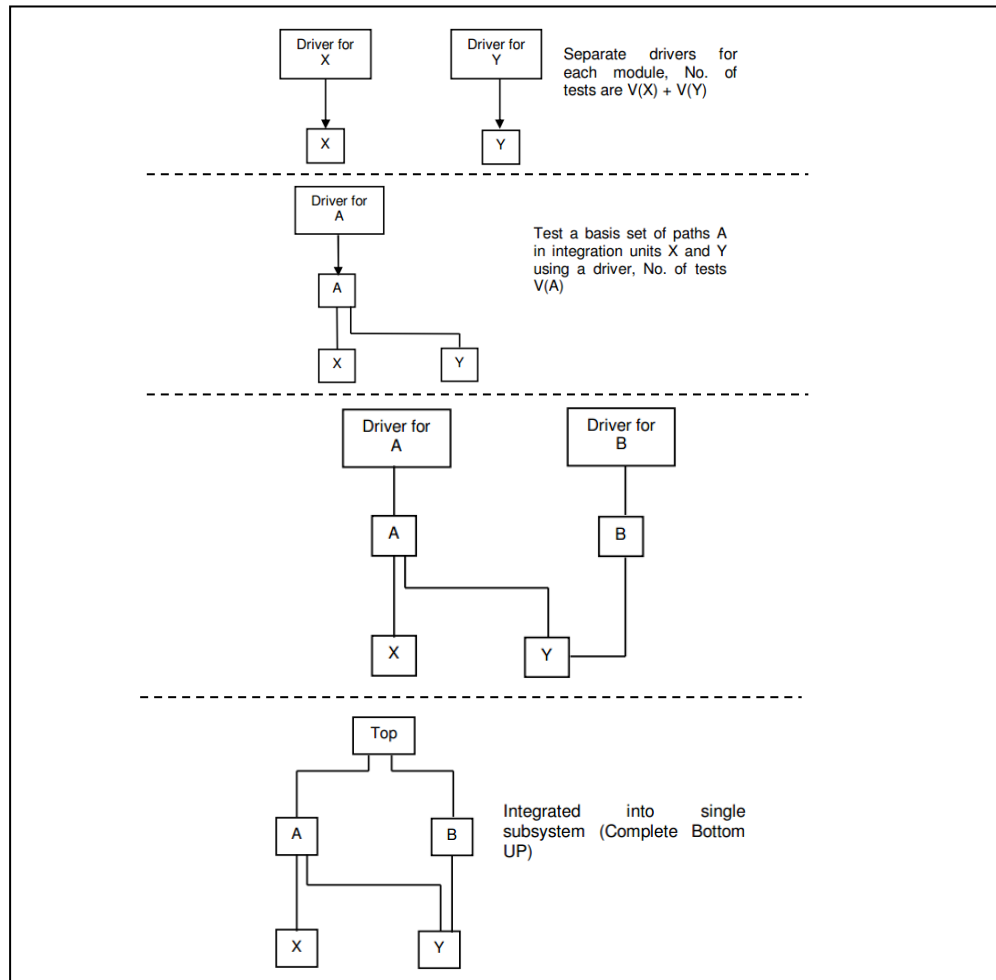 Driver for
X
Driver for
Y
Separate drivers for
each module, No. of
tests are V(X) + V(Y)
X
Y
Driver for
A
Test a basis set of paths A
in integration units X and Y
using a driver, No. of tests
V(A)
A
X
Y
Driver for
A
Driver for
B
A
B
X
Y
Top
Integrated into single
subsystem (Complete Bottom
UP)
A
B
X
Y